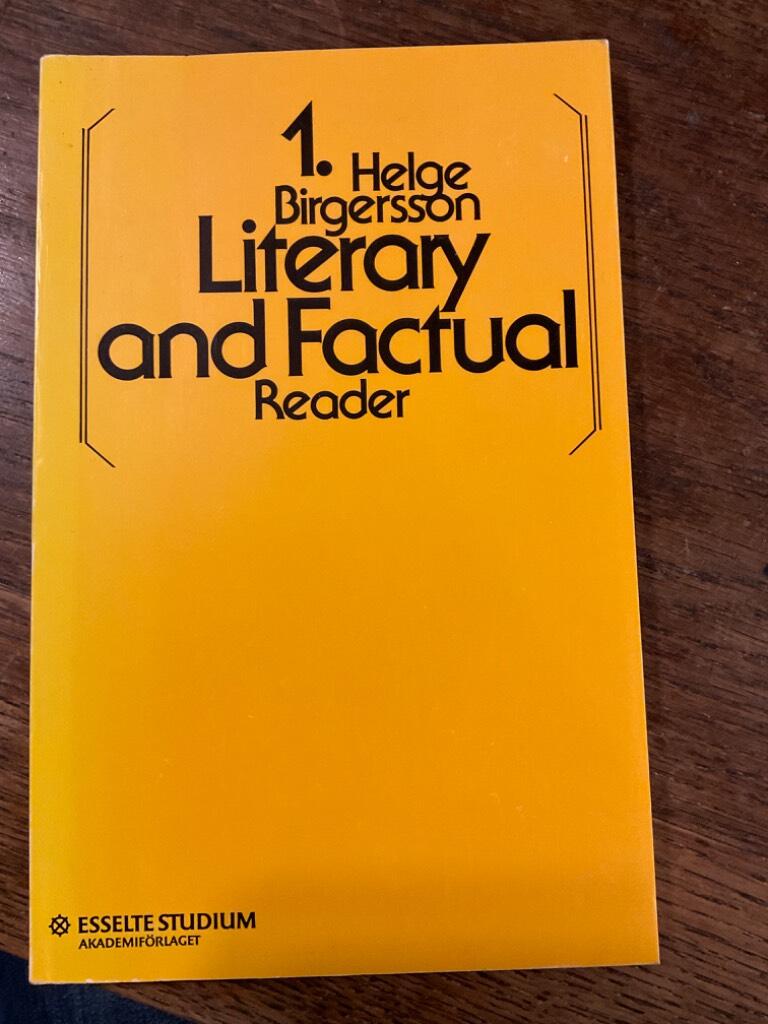 1. Helge
Birgersson
Literary
and Factual
Reader
ESSELTE STUDIUM
AKADEMIFÖRLAGET